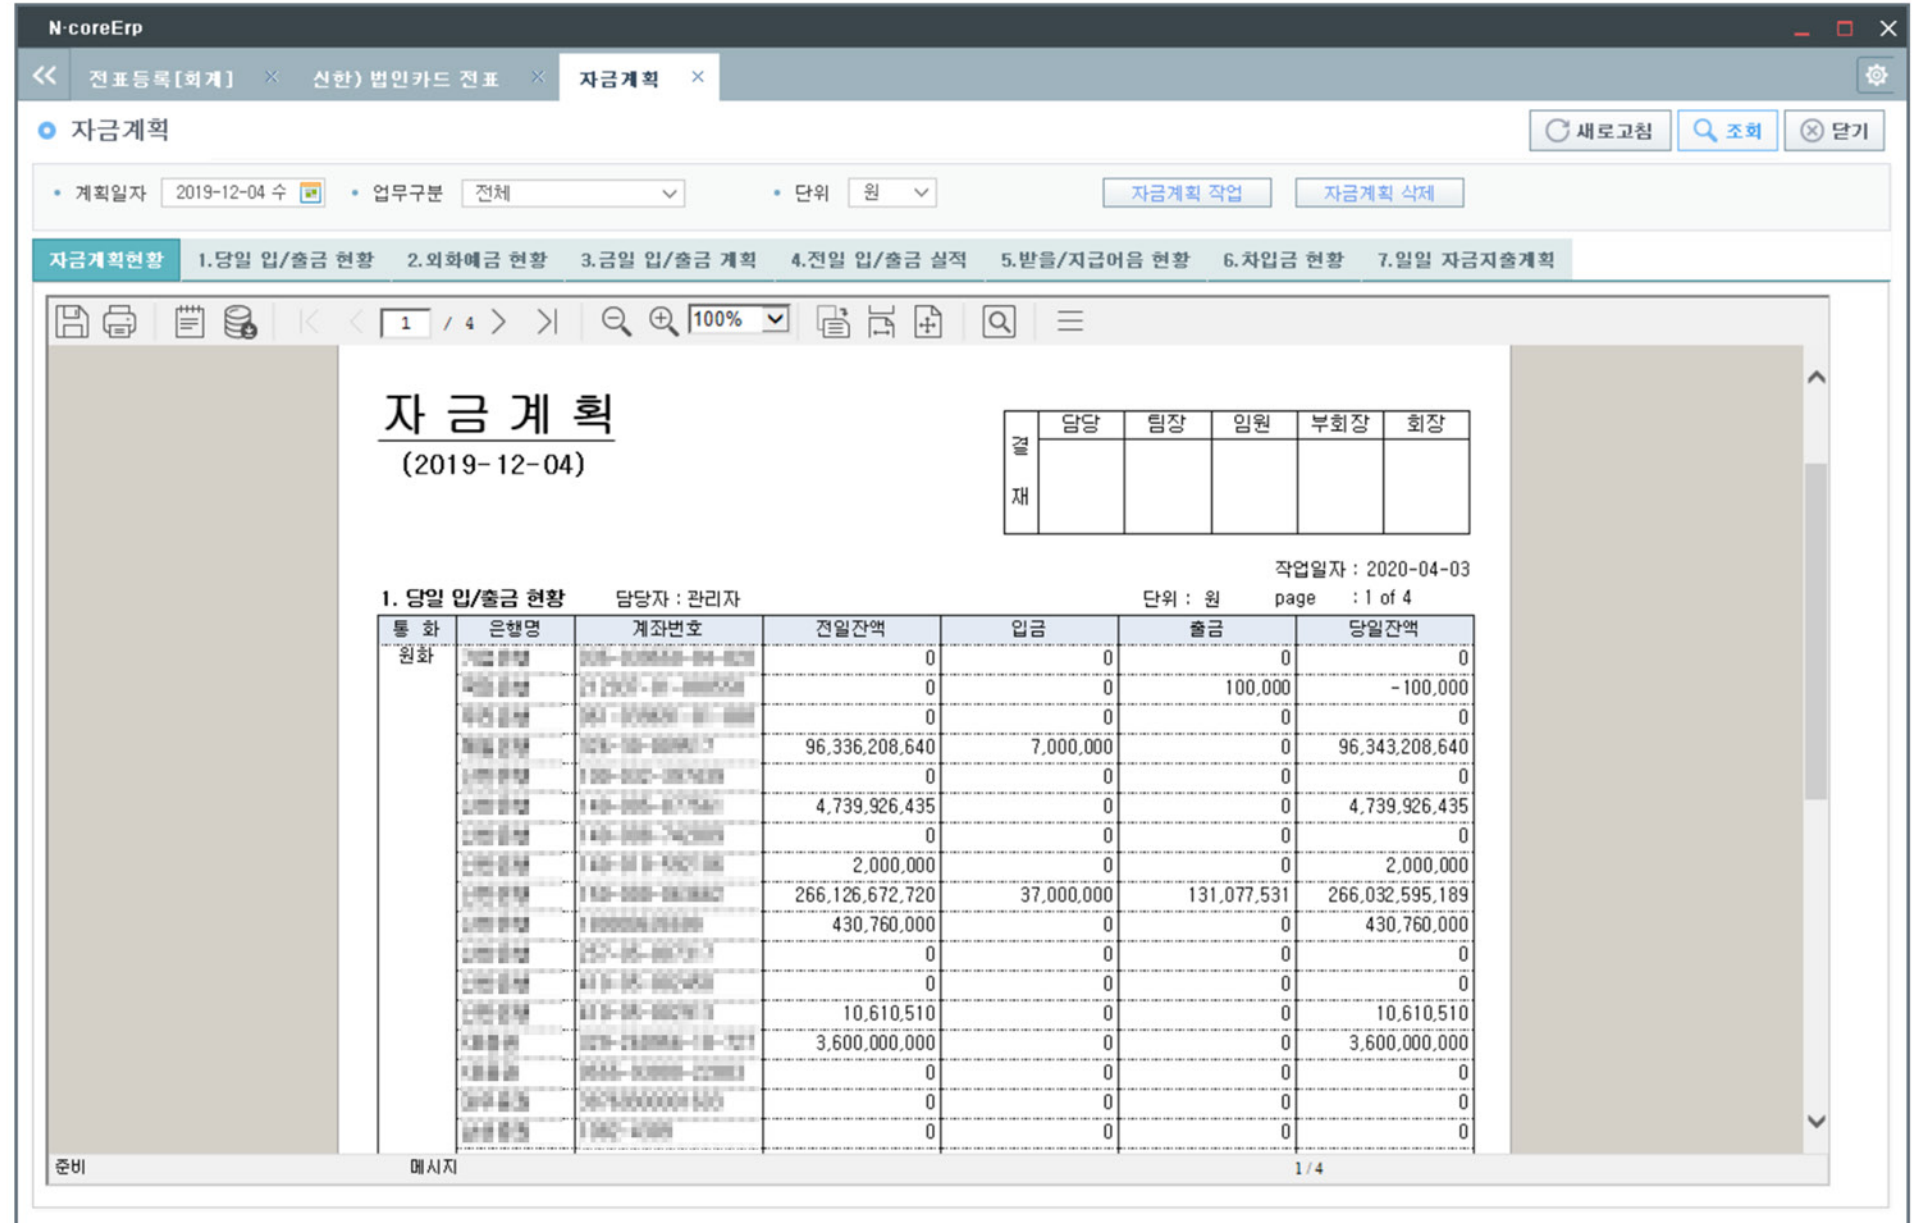 N·coreErp
전표등록[회계] 신한) 법인카드 전표 자금계획
자금계획 새로고침 조회 닫기
계획일자 2019-12-04 수 업무구분 전체 단위 원 자금계획 작업 자금계획 삭제
자금계획현황 1.당일 입/출금 현황 2.외화예금 현황 3.금일 입/출금 계획 4.전일 입/출금 실적 5.받을/지급어음 현황 6.차입금 현황 7.일일 자금지출계획
1 / 4 100%
자 금 계 획
(2019-12-04)
결재 담당 팀장 임원 부회장 회장
작업일자 : 2020-04-03
1. 당일 입/출금 현황 담당자 : 관리자 단위 : 원 page : 1 of 4
통 화 은행명 계좌번호 전일잔액 입금 출금 당일잔액
원화 0 0 0 0
0 0 100,000 -100,000
0 0 0 0
96,336,208,640 7,000,000 0 96,343,208,640
0 0 0 0
4,739,926,435 0 0 4,739,926,435
0 0 0 0
2,000,000 0 0 2,000,000
266,126,672,720 37,000,000 131,077,531 266,032,595,189
430,760,000 0 0 430,760,000
0 0 0 0
0 0 0 0
10,610,510 0 0 10,610,510
3,600,000,000 0 0 3,600,000,000
0 0 0 0
0 0 0 0
0 0 0 0
준비 메시지 1/4